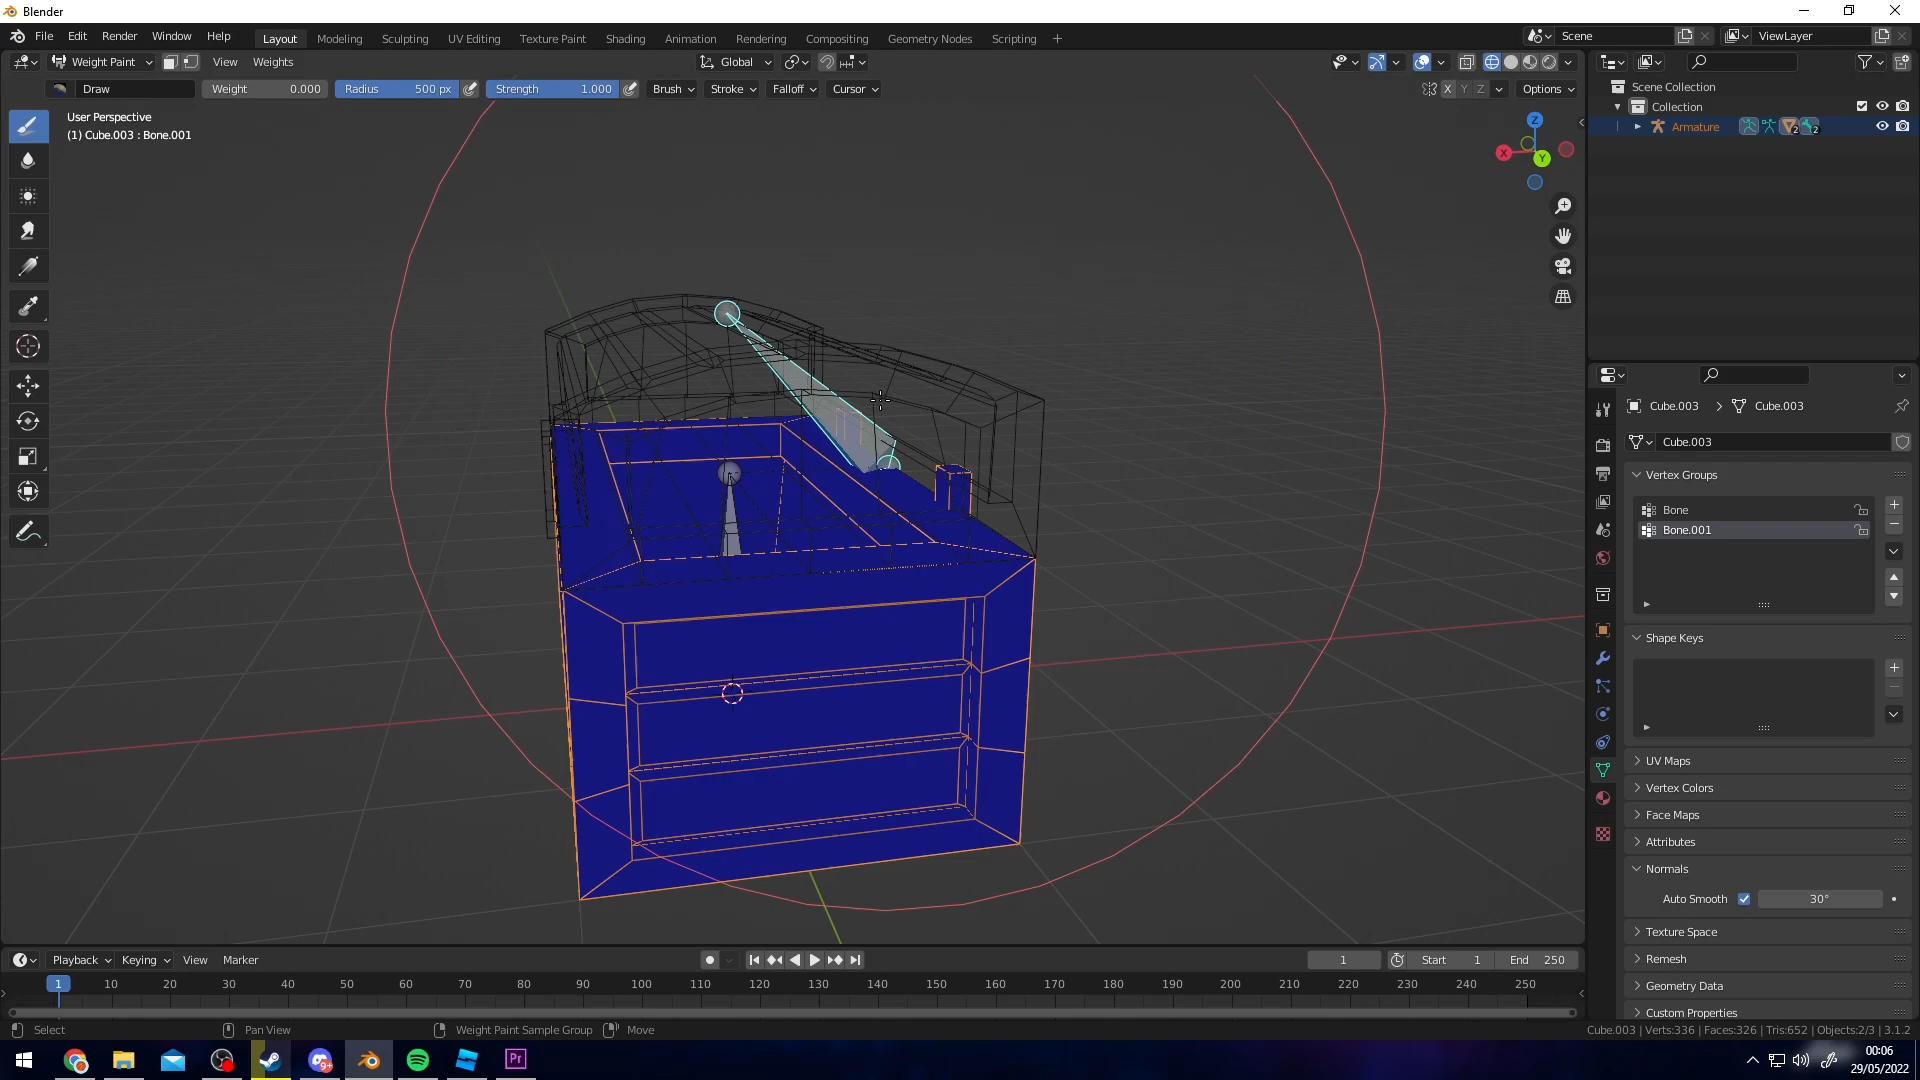 Blender
File Edit Render Window Help
Layout Modeling Sculpting UV Editing Texture Paint Shading Animation Rendering Compositing Geometry Nodes Scripting +
Scene
ViewLayer
Weight Paint View Weights
Global
Draw
Weight 0.000
Radius 500 px
Strength 1.000
Brush Stroke Falloff Cursor
X Y Z
Options
User Perspective
(1) Cube.003 : Bone.001
Z
X
Y
Scene Collection
Collection
Armature
2
2
Cube.003 > Cube.003
Cube.003
Vertex Groups
Bone
Bone.001
Shape Keys
UV Maps
Vertex Colors
Face Maps
Attributes
Normals
Auto Smooth 30°
Texture Space
Remesh
Geometry Data
Custom Properties
Playback Keying View Marker
1
Start 1
End 250
1 10 20 30 40 50 60 70 80 90 100 110 120 130 140 150 160 170 180 190 200 210 220 230 240 250
Select
Pan View
Weight Paint Sample Group
Move
Cube.003 | Verts:336 | Faces:326 | Tris:652 | Objects:2/3 | 3.1.2
9+
Pr
00:06
29/05/2022